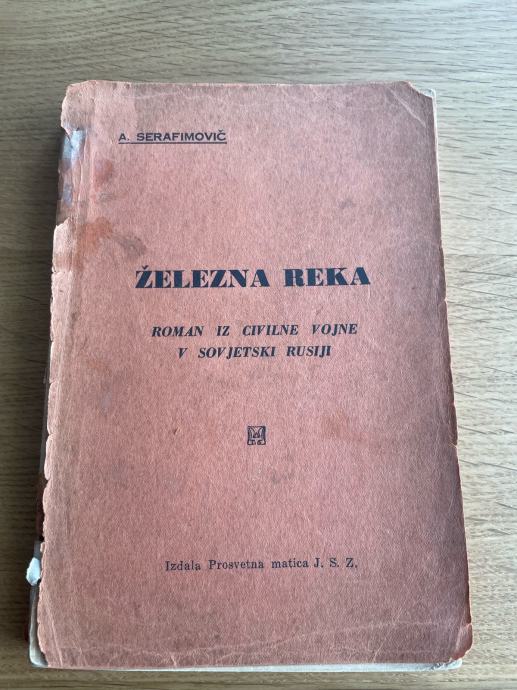 A. SERAFIMOVIČ
ŽELEZNA REKA
ROMAN IZ CIVILNE VOJNE
V SOVJETSKI RUSIJI
Izdala Prosvetna matica J. S. Z.